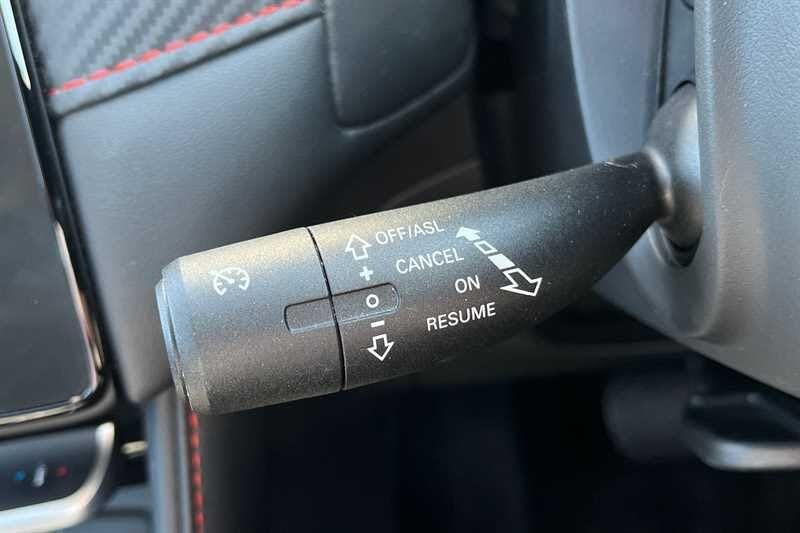 OFF/ASL
+
CANCEL
O
ON
−
RESUME